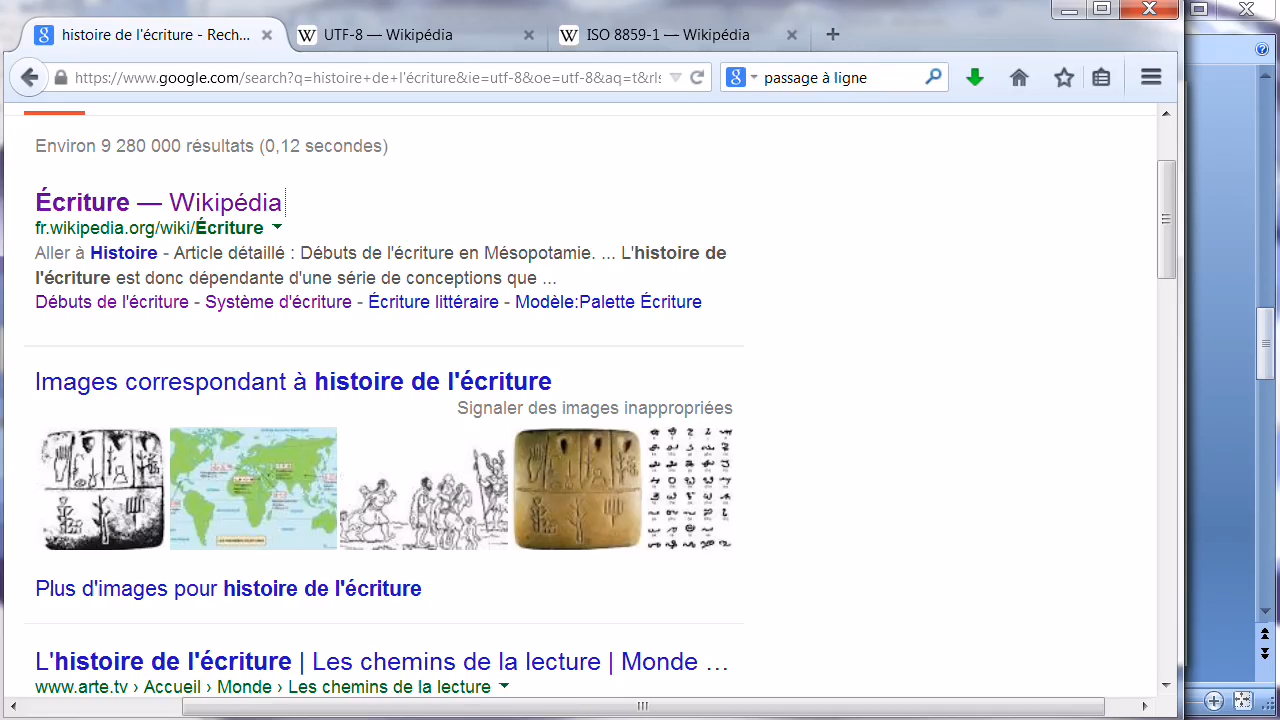 histoire de l'écriture - Rech...
UTF-8 — Wikipédia
ISO 8859-1 — Wikipédia
https://www.google.com/search?q=histoire+de+l'écriture&ie=utf-8&oe=utf-8&aq=t&rls
passage à ligne
Environ 9 280 000 résultats (0,12 secondes)
Écriture — Wikipédia
fr.wikipedia.org/wiki/Écriture
Aller à Histoire - Article détaillé : Débuts de l'écriture en Mésopotamie. ... L'histoire de
l'écriture est donc dépendante d'une série de conceptions que ...
Débuts de l'écriture - Système d'écriture - Écriture littéraire - Modèle:Palette Écriture
Images correspondant à histoire de l'écriture
Signaler des images inappropriées
Plus d'images pour histoire de l'écriture
L'histoire de l'écriture | Les chemins de la lecture | Monde ...
www.arte.tv › Accueil › Monde › Les chemins de la lecture